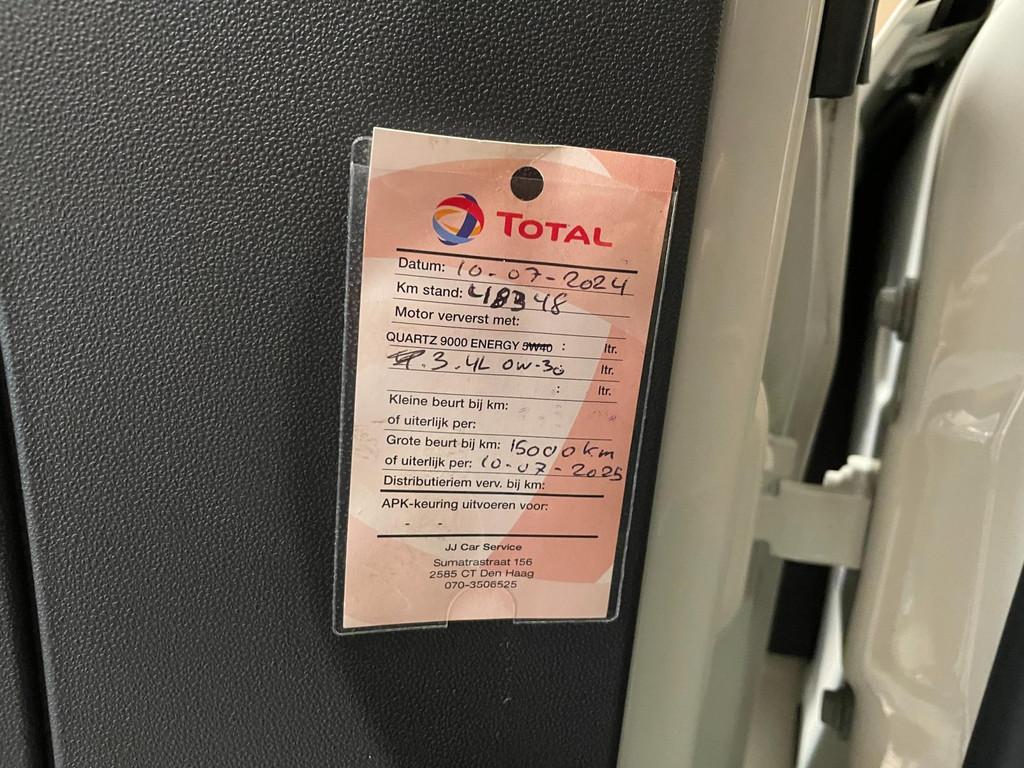 TOTAL
Datum: 10-07-2024
Km stand: 48348
Motor ververst met:
QUARTZ 9000 ENERGY 5W40 : ltr.
3.4L 0W-30 ltr.
: ltr.
Kleine beurt bij km:
of uiterlijk per:
Grote beurt bij km: 15000 km
of uiterlijk per: 10-07-2025
Distributieriem verv. bij km:
APK-keuring uitvoeren voor:
- -
JJ Car Service
Sumatrastraat 156
2585 CT Den Haag
070-3506525